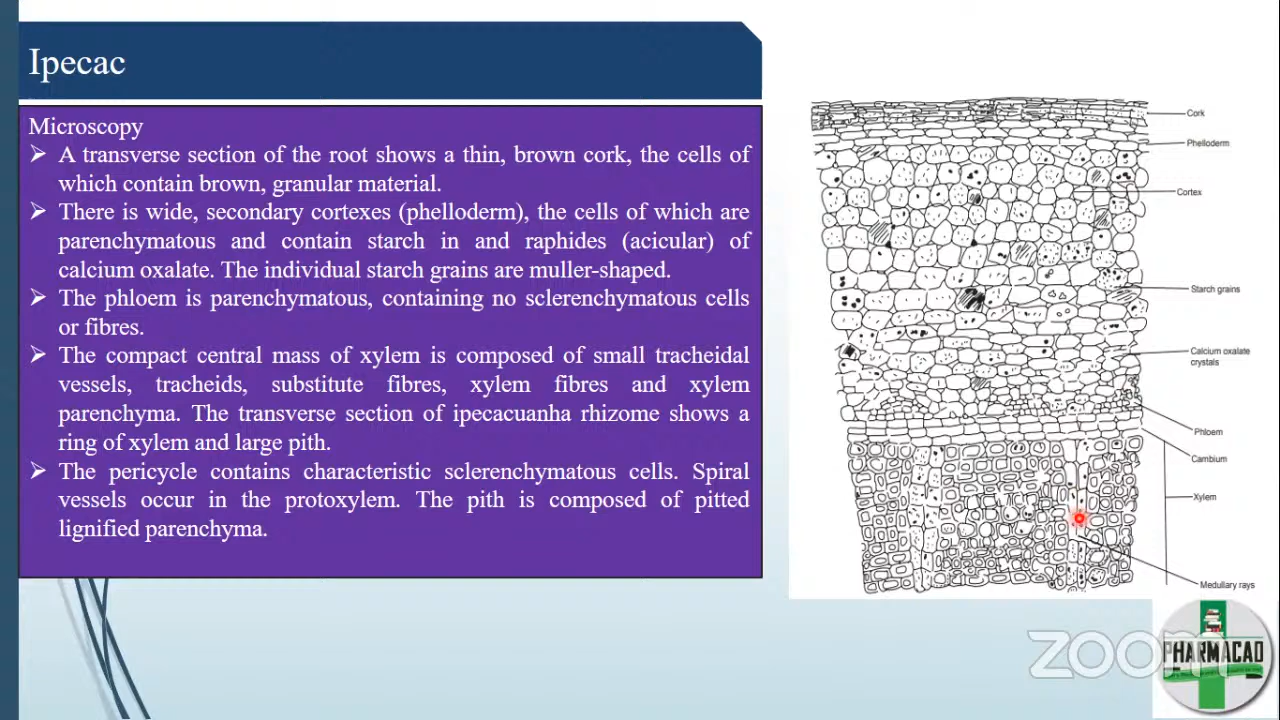 Ipecac
Microscopy
➢ A transverse section of the root shows a thin, brown cork, the cells of
which contain brown, granular material.
➢ There is wide, secondary cortexes (phelloderm), the cells of which are
parenchymatous and contain starch in and raphides (acicular) of
calcium oxalate. The individual starch grains are muller-shaped.
➢ The phloem is parenchymatous, containing no sclerenchymatous cells
or fibres.
➢ The compact central mass of xylem is composed of small tracheidal
vessels, tracheids, substitute fibres, xylem fibres and xylem
parenchyma. The transverse section of ipecacuanha rhizome shows a
ring of xylem and large pith.
➢ The pericycle contains characteristic sclerenchymatous cells. Spiral
vessels occur in the protoxylem. The pith is composed of pitted
lignified parenchyma.
Cork
Phelloderm
Cortex
Starch grains
Calcium oxalate
crystals
Phloem
Cambium
Xylem
Medullary rays
zoom
PHARMACAD